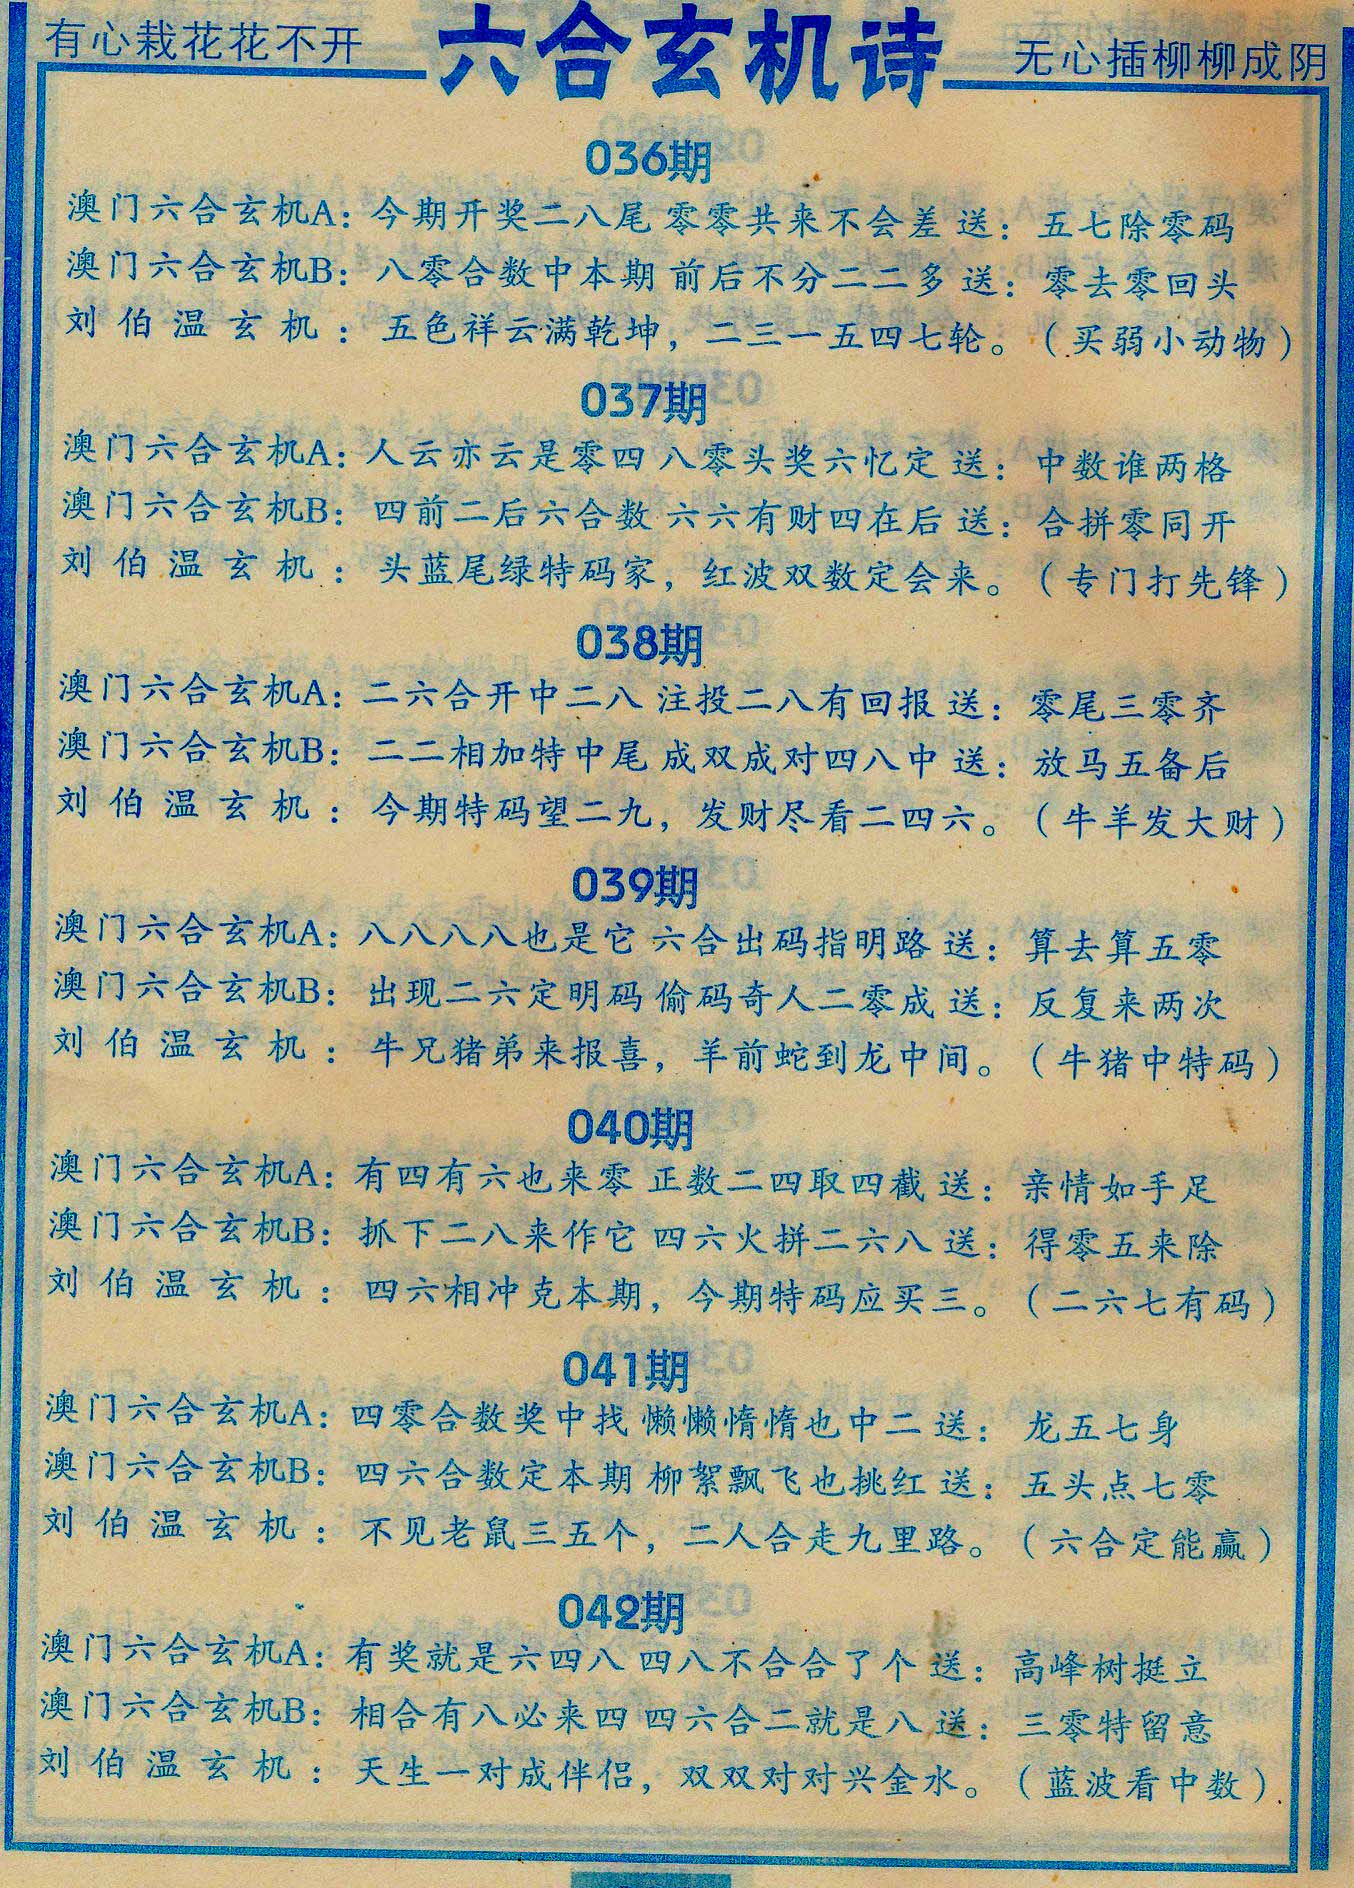 有心栽花花不开
六合玄机诗
无心插柳柳成阴
036期
澳门六合玄机A：今期开奖二八尾 零零共来不会差 送：五七除零码
澳门六合玄机B：八零合数中本期 前后不分二二多 送：零去零回头
刘伯温玄机：五色祥云满乾坤，二三一五四七轮。（买弱小动物）
037期
澳门六合玄机A：人云亦云是零四 八零头奖六忆定 送：中数谁两格
澳门六合玄机B：四前二后六合数 六六有财四在后 送：合拼零同开
刘伯温玄机：头蓝尾绿特码家，红波双数定会来。（专门打先锋）
038期
澳门六合玄机A：二六合开中二八 注投二八有回报 送：零尾三零齐
澳门六合玄机B：二二相加特中尾 成双成对四八中 送：放马五备后
刘伯温玄机：今期特码望二九，发财尽看二四六。（牛羊发大财）
039期
澳门六合玄机A：八八八八也是它 六合出码指明路 送：算去算五零
澳门六合玄机B：出现二六定明码 偷码奇人二零成 送：反复来两次
刘伯温玄机：牛兄猪弟来报喜，羊前蛇到龙中间。（牛猪中特码）
040期
澳门六合玄机A：有四有六也来零 正数二四取四截 送：亲情如手足
澳门六合玄机B：抓下二八来作它 四六火拼二六八 送：得零五来除
刘伯温玄机：四六相冲克本期，今期特码应买三。（二六七有码）
041期
澳门六合玄机A：四零合数奖中找 懒懒惰惰也中二 送：龙五七身
澳门六合玄机B：四六合数定本期 柳絮飘飞也挑红 送：五头点七零
刘伯温玄机：不见老鼠三五个，二人合走九里路。（六合定能赢）
042期
澳门六合玄机A：有奖就是六四八 四八不合合了个 送：高峰树挺立
澳门六合玄机B：相合有八必来四 四六合二就是八 送：三零特留意
刘伯温玄机：天生一对成伴侣，双双对对兴金水。（蓝波看中数）